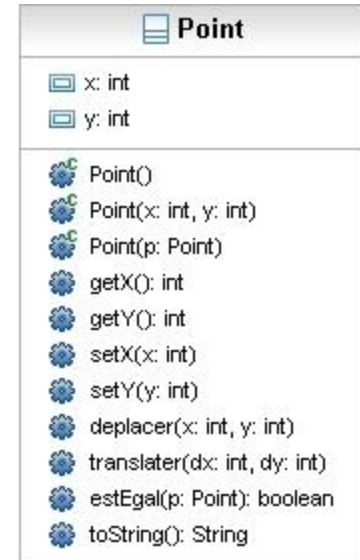 Point
x: int
y: int
Point()
Point(x: int, y: int)
Point(p: Point)
getX(): int
getY(): int
setX(x: int)
setY(y: int)
deplacer(x: int, y: int)
translater(dx: int, dy: int)
estEgal(p: Point): boolean
toString(): String